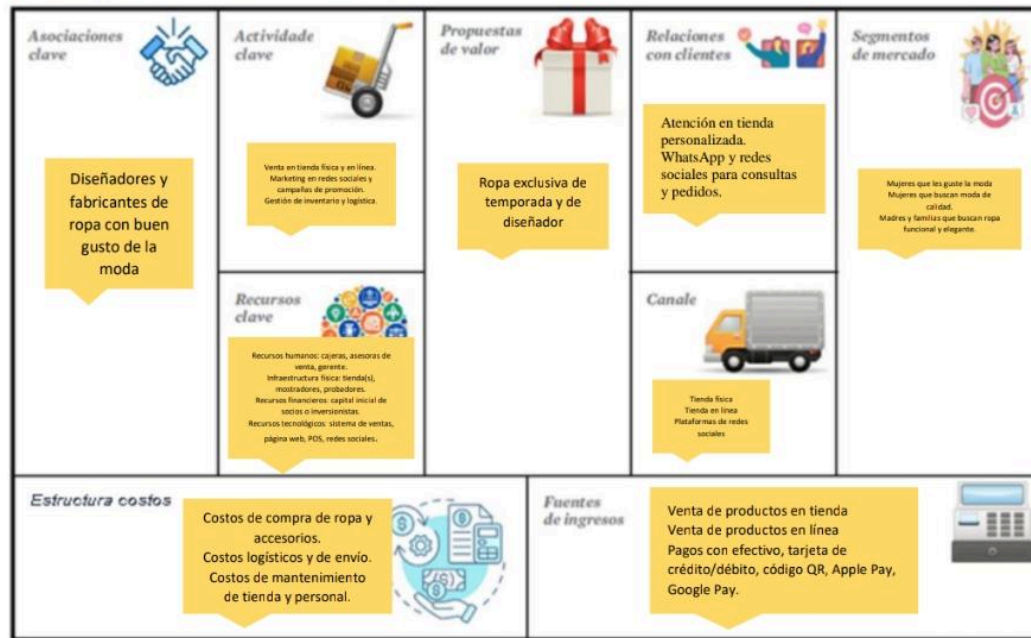 Asociaciones
clave
Diseñadores y
fabricantes de
ropa con buen
gusto de la
moda
Actividade
clave
Venta en tienda física y en línea.
Marketing en redes sociales y
campañas de promoción.
Gestión de inventario y logística.
Recursos
clave
Recursos humanos: cajeras, asesoras de
venta, gerente.
Infraestructura física: tienda(s),
mostradores, probadores.
Recursos financieros: capital inicial de
socios o inversionistas.
Recursos tecnológicos: sistema de ventas,
página web, POS, redes sociales.
Propuestas
de valor
Ropa exclusiva de
temporada y de
diseñador
Relaciones
con clientes
Atención en tienda
personalizada.
WhatsApp y redes
sociales para consultas
y pedidos.
Canale
Tienda física
Tienda en línea
Plataformas de redes
sociales
Segmentos
de mercado
Mujeres que les guste la moda
Mujeres que buscan moda de
calidad.
Madres y familias que buscan ropa
funcional y elegante.
Estructura costos
Costos de compra de ropa y
accesorios.
Costos logísticos y de envío.
Costos de mantenimiento
de tienda y personal.
Fuentes
de ingresos
Venta de productos en tienda
Venta de productos en línea
Pagos con efectivo, tarjeta de
crédito/débito, código QR, Apple Pay,
Google Pay.